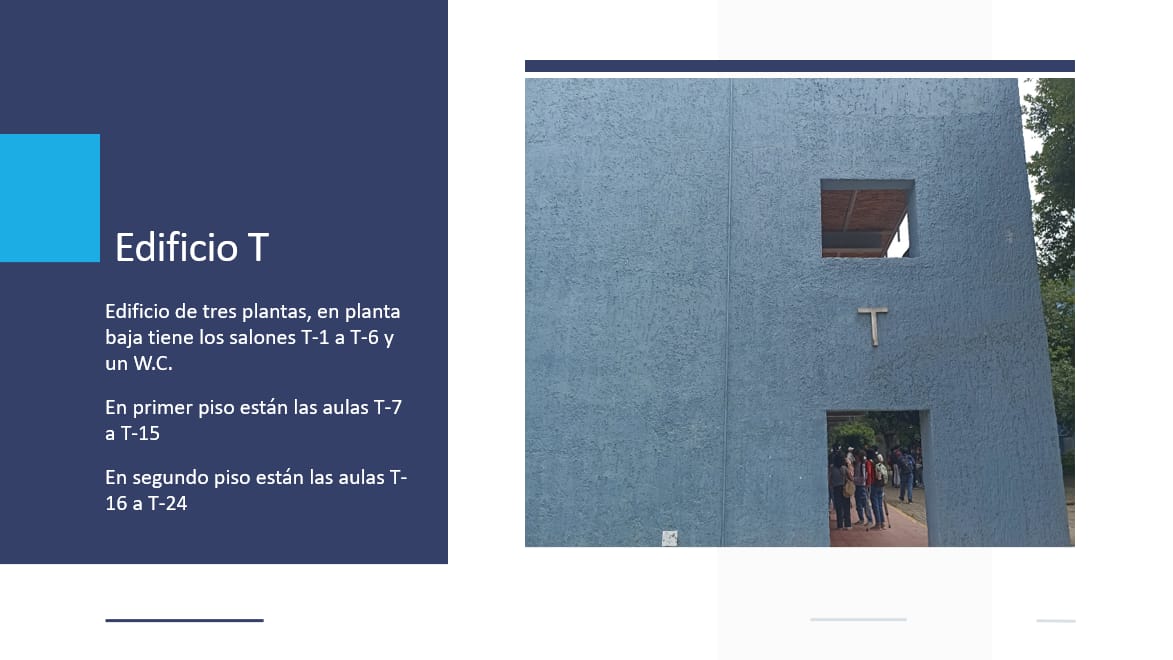 Edificio T
Edificio de tres plantas, en planta
baja tiene los salones T-1 a T-6 y
un W.C.
En primer piso están las aulas T-7
a T-15
En segundo piso están las aulas T-
16 a T-24
T